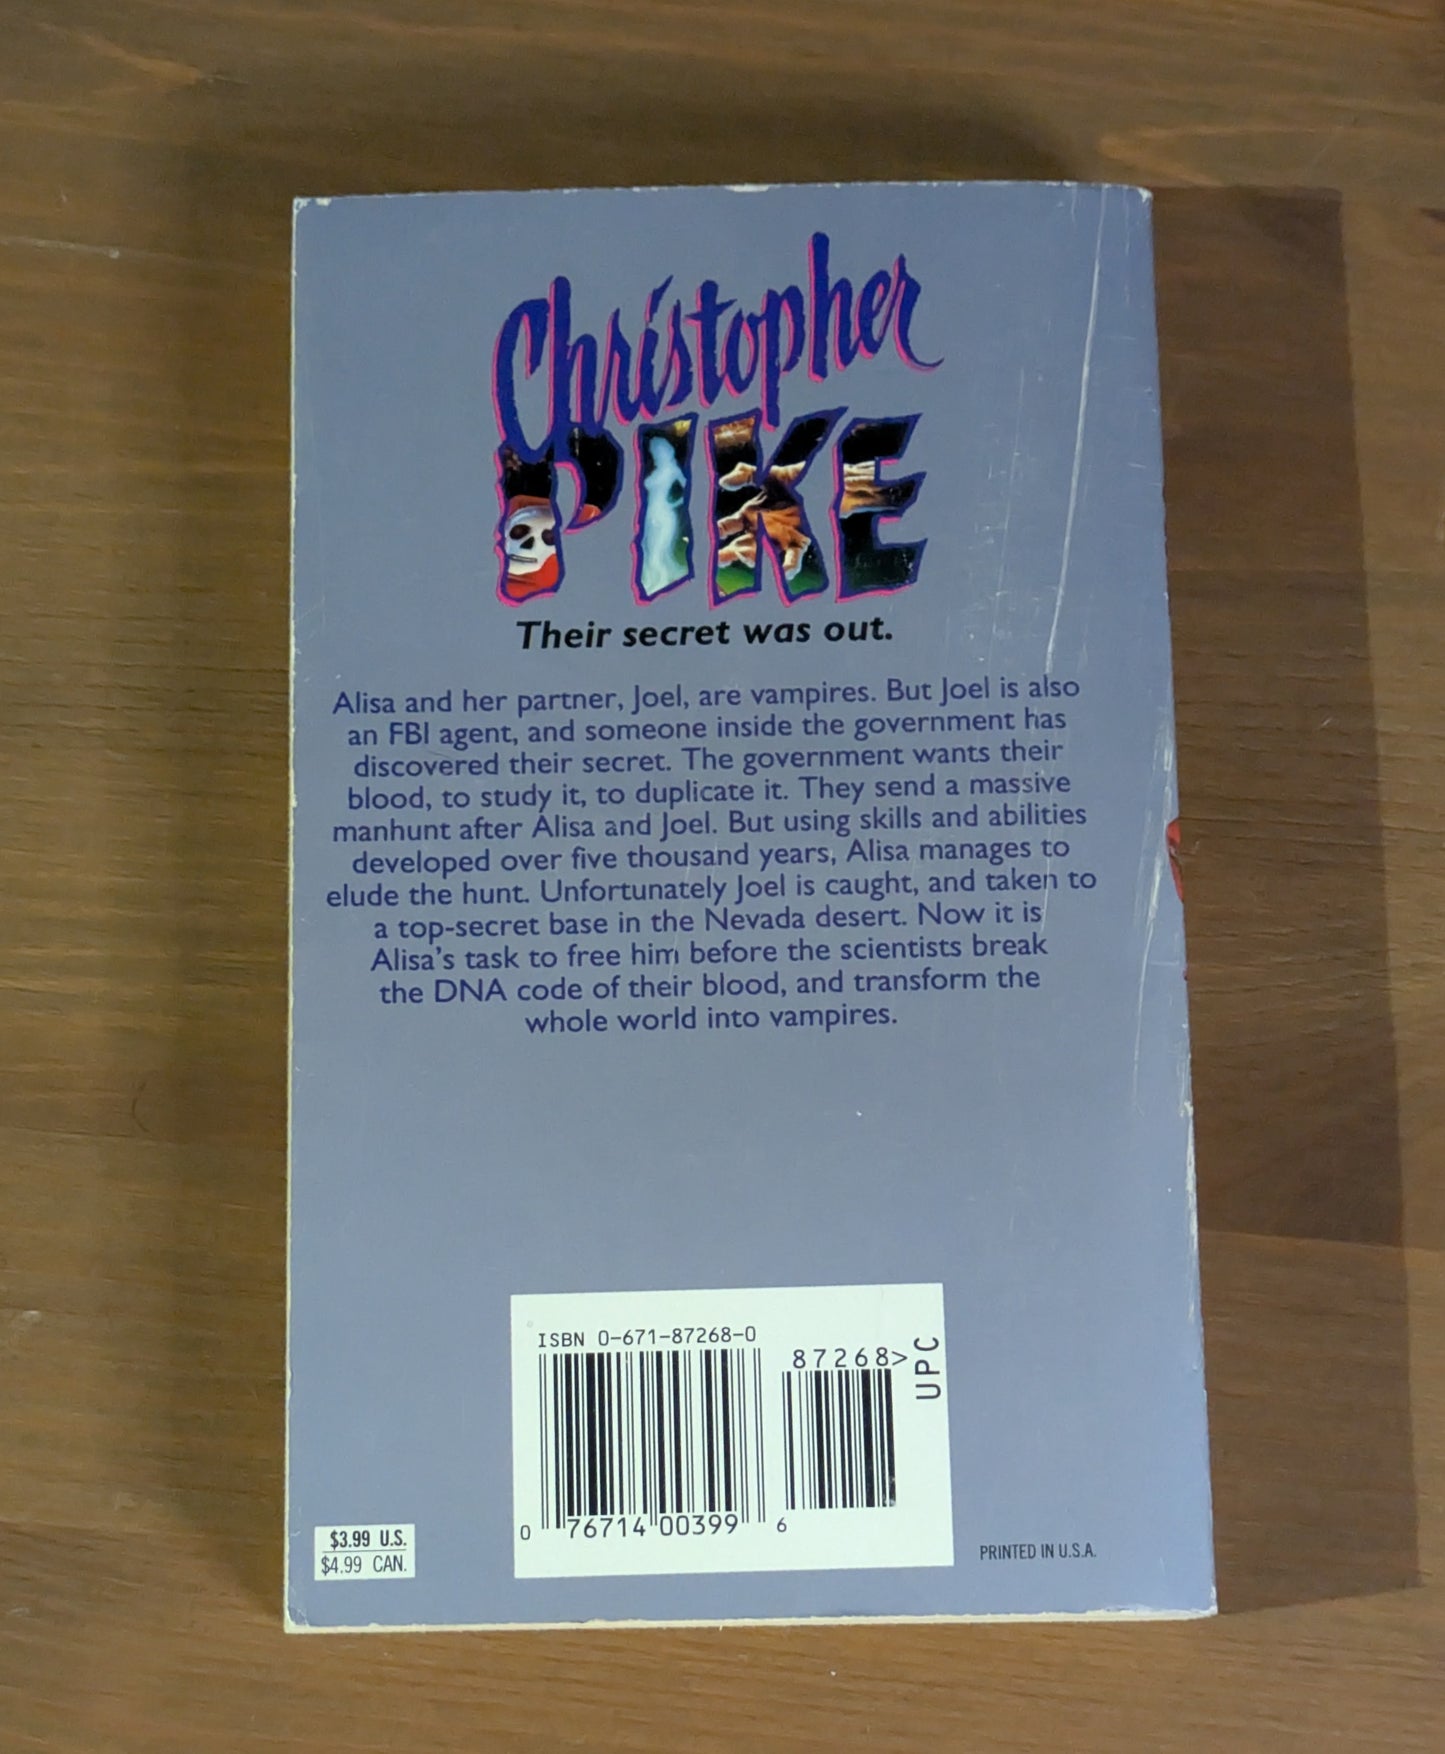 Christopher
PIKE
Their secret was out.
Alisa and her partner, Joel, are vampires. But Joel is also
an FBI agent, and someone inside the government has
discovered their secret. The government wants their
blood, to study it, to duplicate it. They send a massive
manhunt after Alisa and Joel. But using skills and abilities
developed over five thousand years, Alisa manages to
elude the hunt. Unfortunately Joel is caught, and taken to
a top-secret base in the Nevada desert. Now it is
Alisa's task to free him before the scientists break
the DNA code of their blood, and transform the
whole world into vampires.
ISBN 0-671-87268-0
87268>
UPC
0 76714 00399 6
$3.99 U.S.
$4.99 CAN.
PRINTED IN U.S.A.